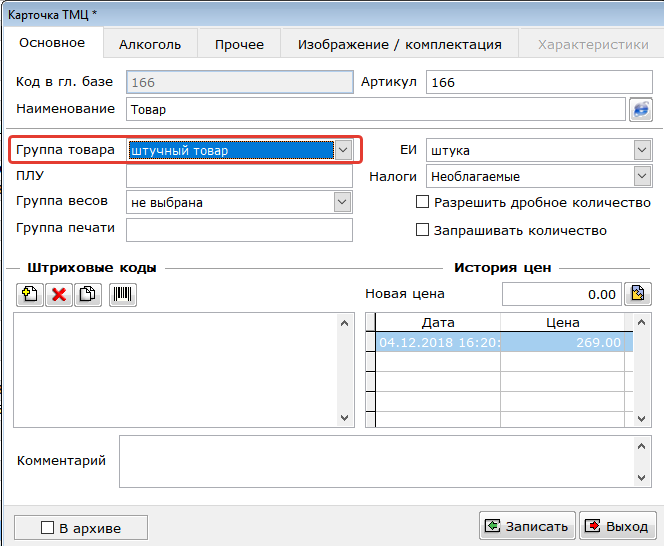 Карточка ТМЦ *
Основное Алкоголь Прочее Изображение / комплектация Характеристики
Код в гл. базе 166 Артикул 166
Наименование Товар
Группа товара штучный товар ЕИ штука
ПЛУ Налоги Необлагаемые
Группа весов не выбрана Разрешить дробное количество
Группа печати Запрашивать количество
Штриховые коды История цен
Новая цена 0.00
Дата Цена
04.12.2018 16:20: 269.00
Комментарий
В архиве Записать Выход